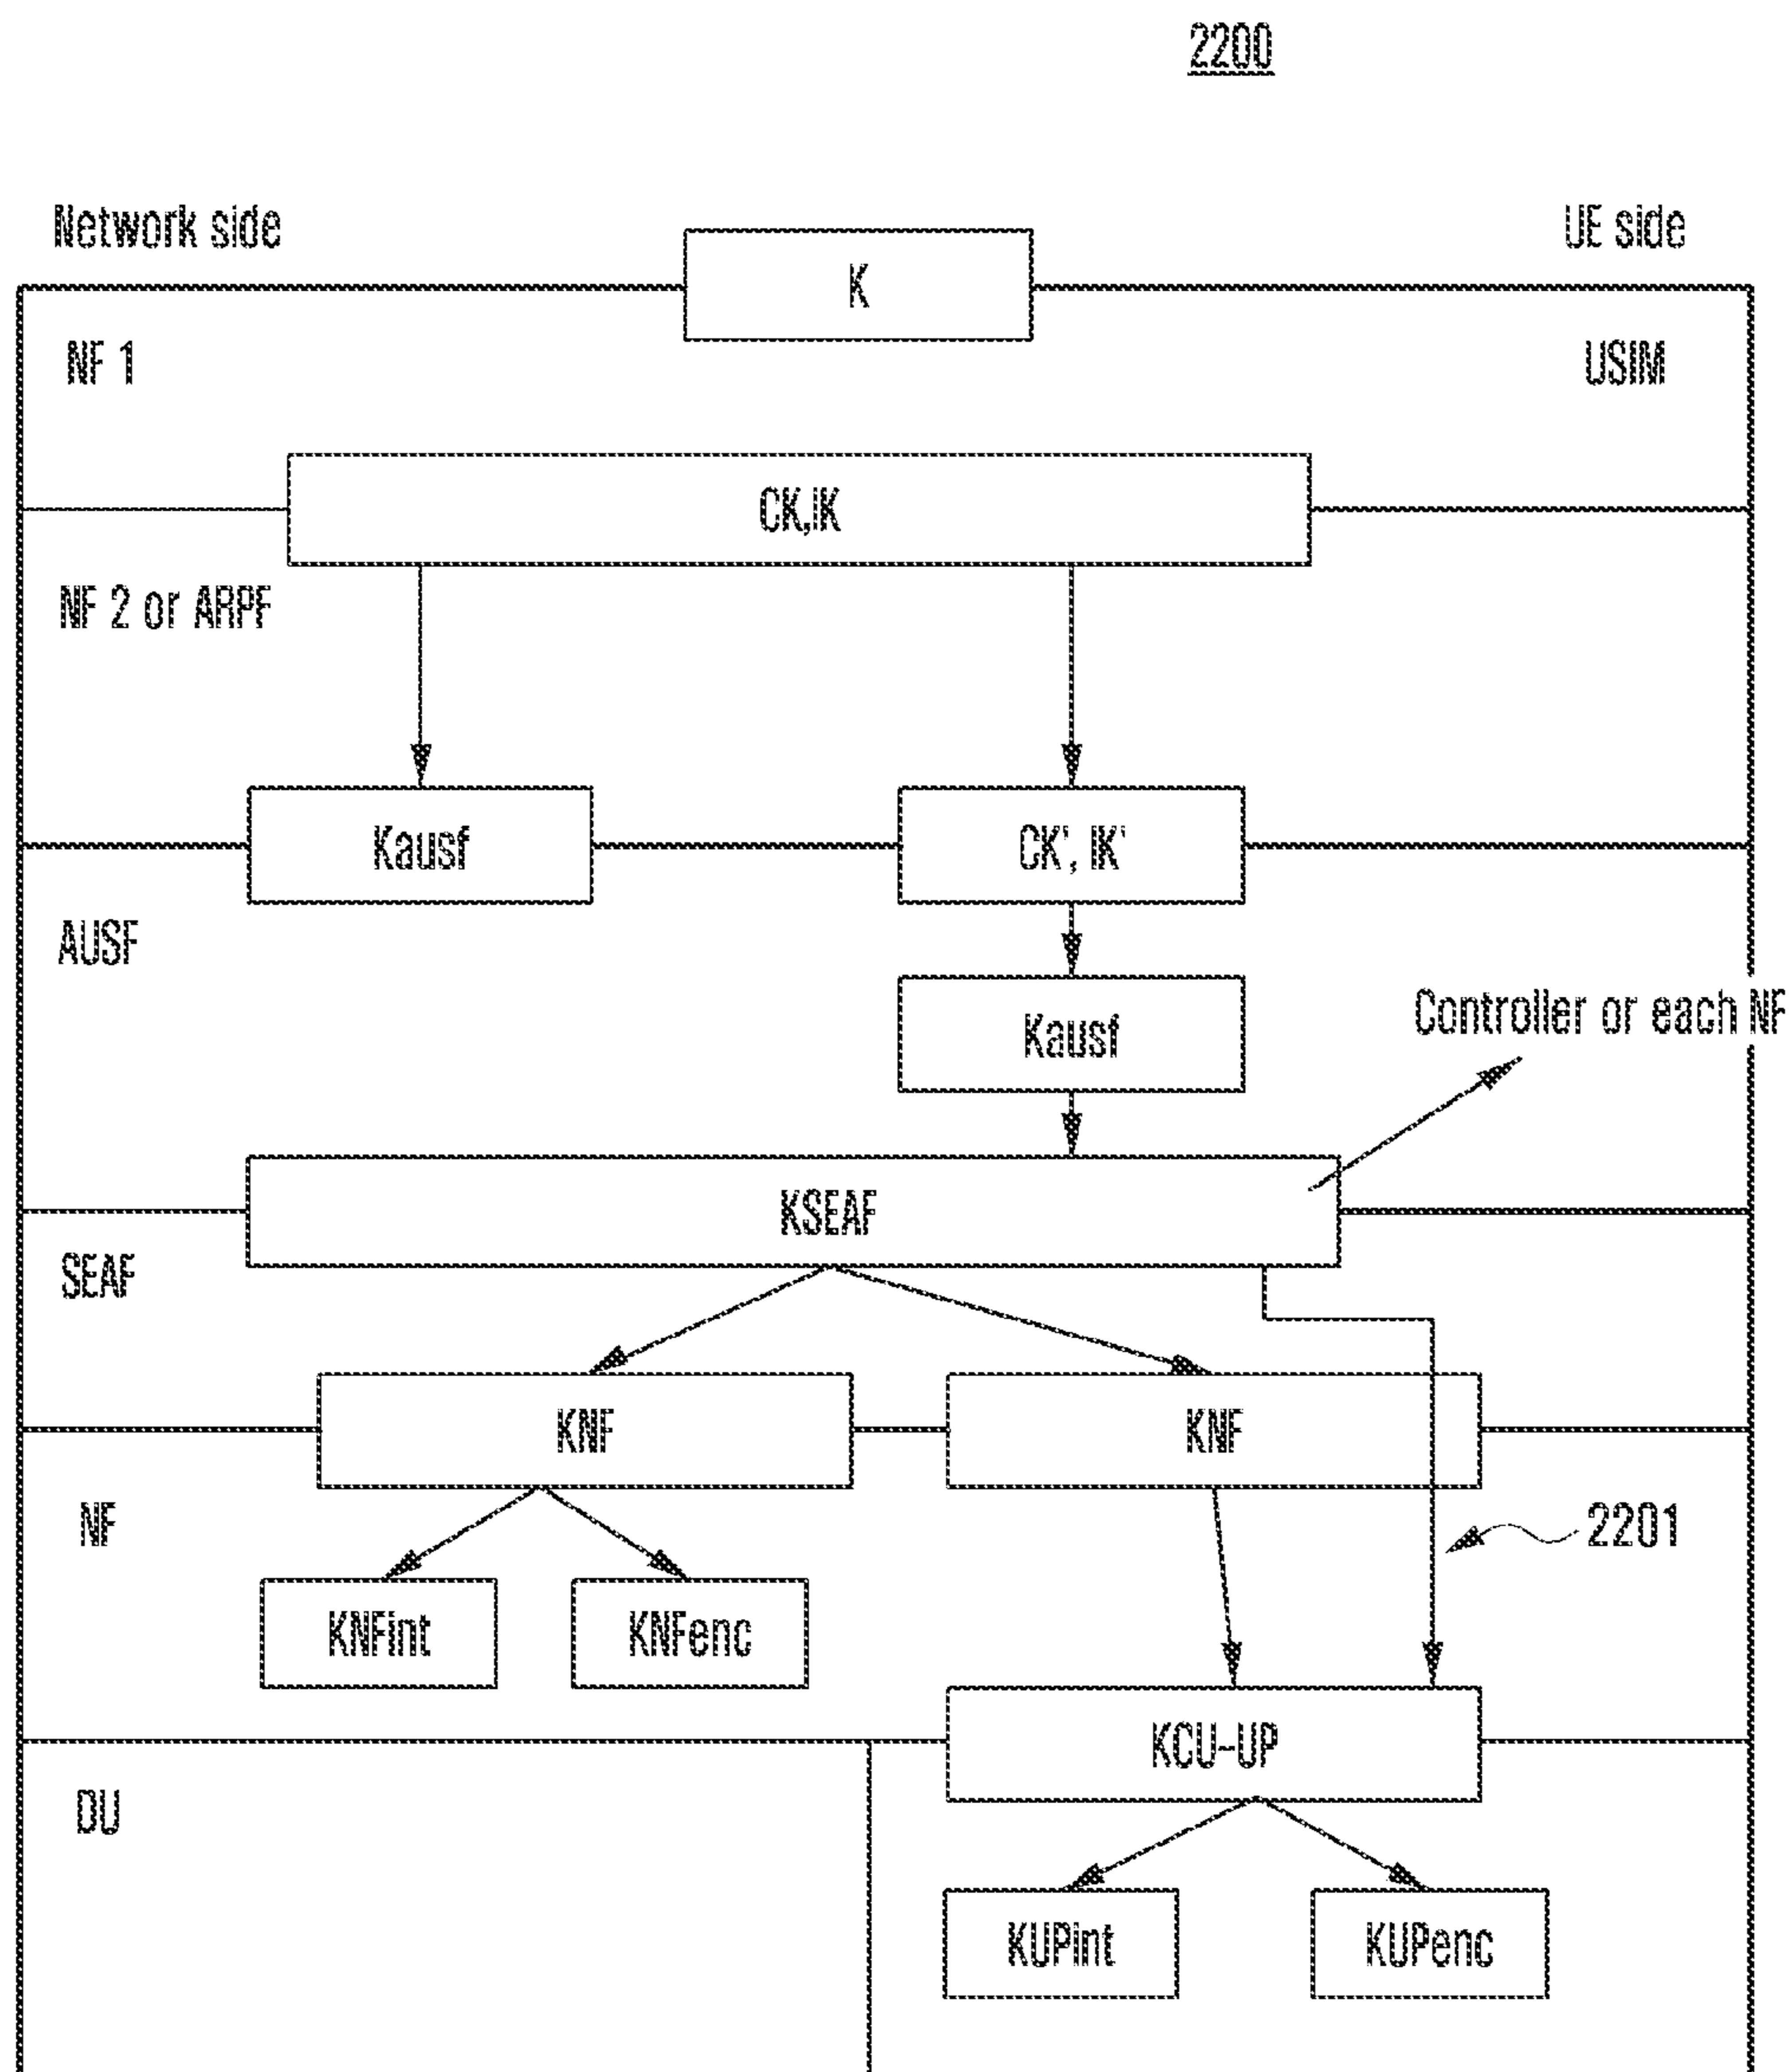 2200
Network side
UE side
K
NF 1
USIM
CK,IK
NF 2 or ARPF
Kausf
CK', IK'
AUSF
Controller or each NF
Kausf
KSEAF
SEAF
KNF
KNF
NF
2201
KNFint
KNFenc
KCU-UP
DU
KUPint
KUPenc